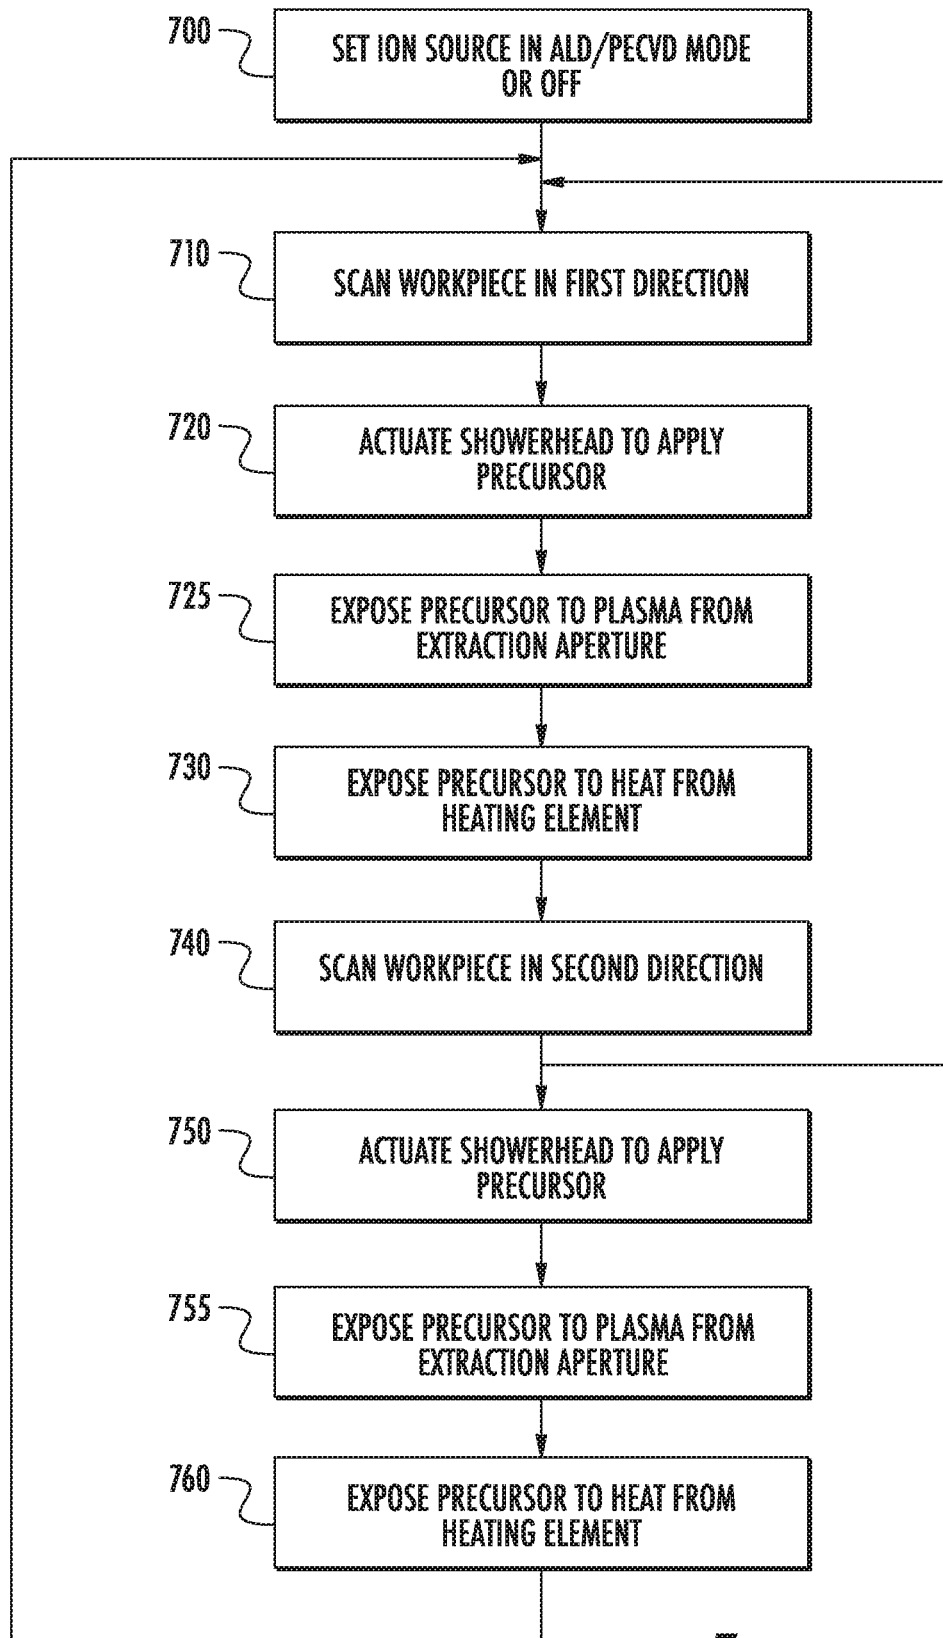 700
SET ION SOURCE IN ALD/PECVD MODE
OR OFF
710
SCAN WORKPIECE IN FIRST DIRECTION
720
ACTUATE SHOWERHEAD TO APPLY
PRECURSOR
725
EXPOSE PRECURSOR TO PLASMA FROM
EXTRACTION APERTURE
730
EXPOSE PRECURSOR TO HEAT FROM
HEATING ELEMENT
740
SCAN WORKPIECE IN SECOND DIRECTION
750
ACTUATE SHOWERHEAD TO APPLY
PRECURSOR
755
EXPOSE PRECURSOR TO PLASMA FROM
EXTRACTION APERTURE
760
EXPOSE PRECURSOR TO HEAT FROM
HEATING ELEMENT